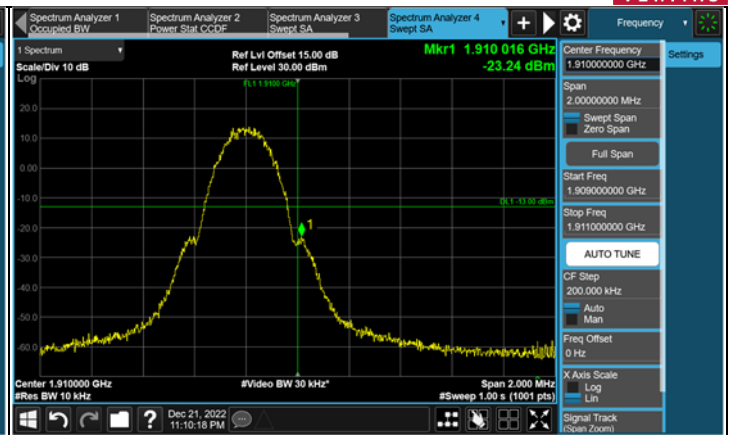 Spectrum Analyzer 1
Occupied BW
Spectrum Analyzer 2
Power Stat CCDF
Spectrum Analyzer 3
Swept SA
Spectrum Analyzer 4
Swept SA
Frequency
1 Spectrum
Scale/Div 10 dB
Log
Ref Lvl Offset 15.00 dB
Ref Level 30.00 dBm
Mkr1 1.910 016 GHz
-23.24 dBm
FL1 1.9100 GHz
20.0
10.0
0.00
-10.0
-20.0
-30.0
-40.0
-50.0
-60.0
DL1 -13.00 dBm
1
Center 1.910000 GHz
#Res BW 10 kHz
#Video BW 30 kHz*
Span 2.000 MHz
#Sweep 1.00 s (1001 pts)
Center Frequency
1.910000000 GHz
Span
2.00000000 MHz
Swept Span
Zero Span
Full Span
Start Freq
1.909000000 GHz
Stop Freq
1.911000000 GHz
AUTO TUNE
CF Step
200.000 kHz
Auto
Man
Freq Offset
0 Hz
X Axis Scale
Log
Lin
Signal Track
(Span Zoom)
Settings
?
Dec 21, 2022
11:10:18 PM